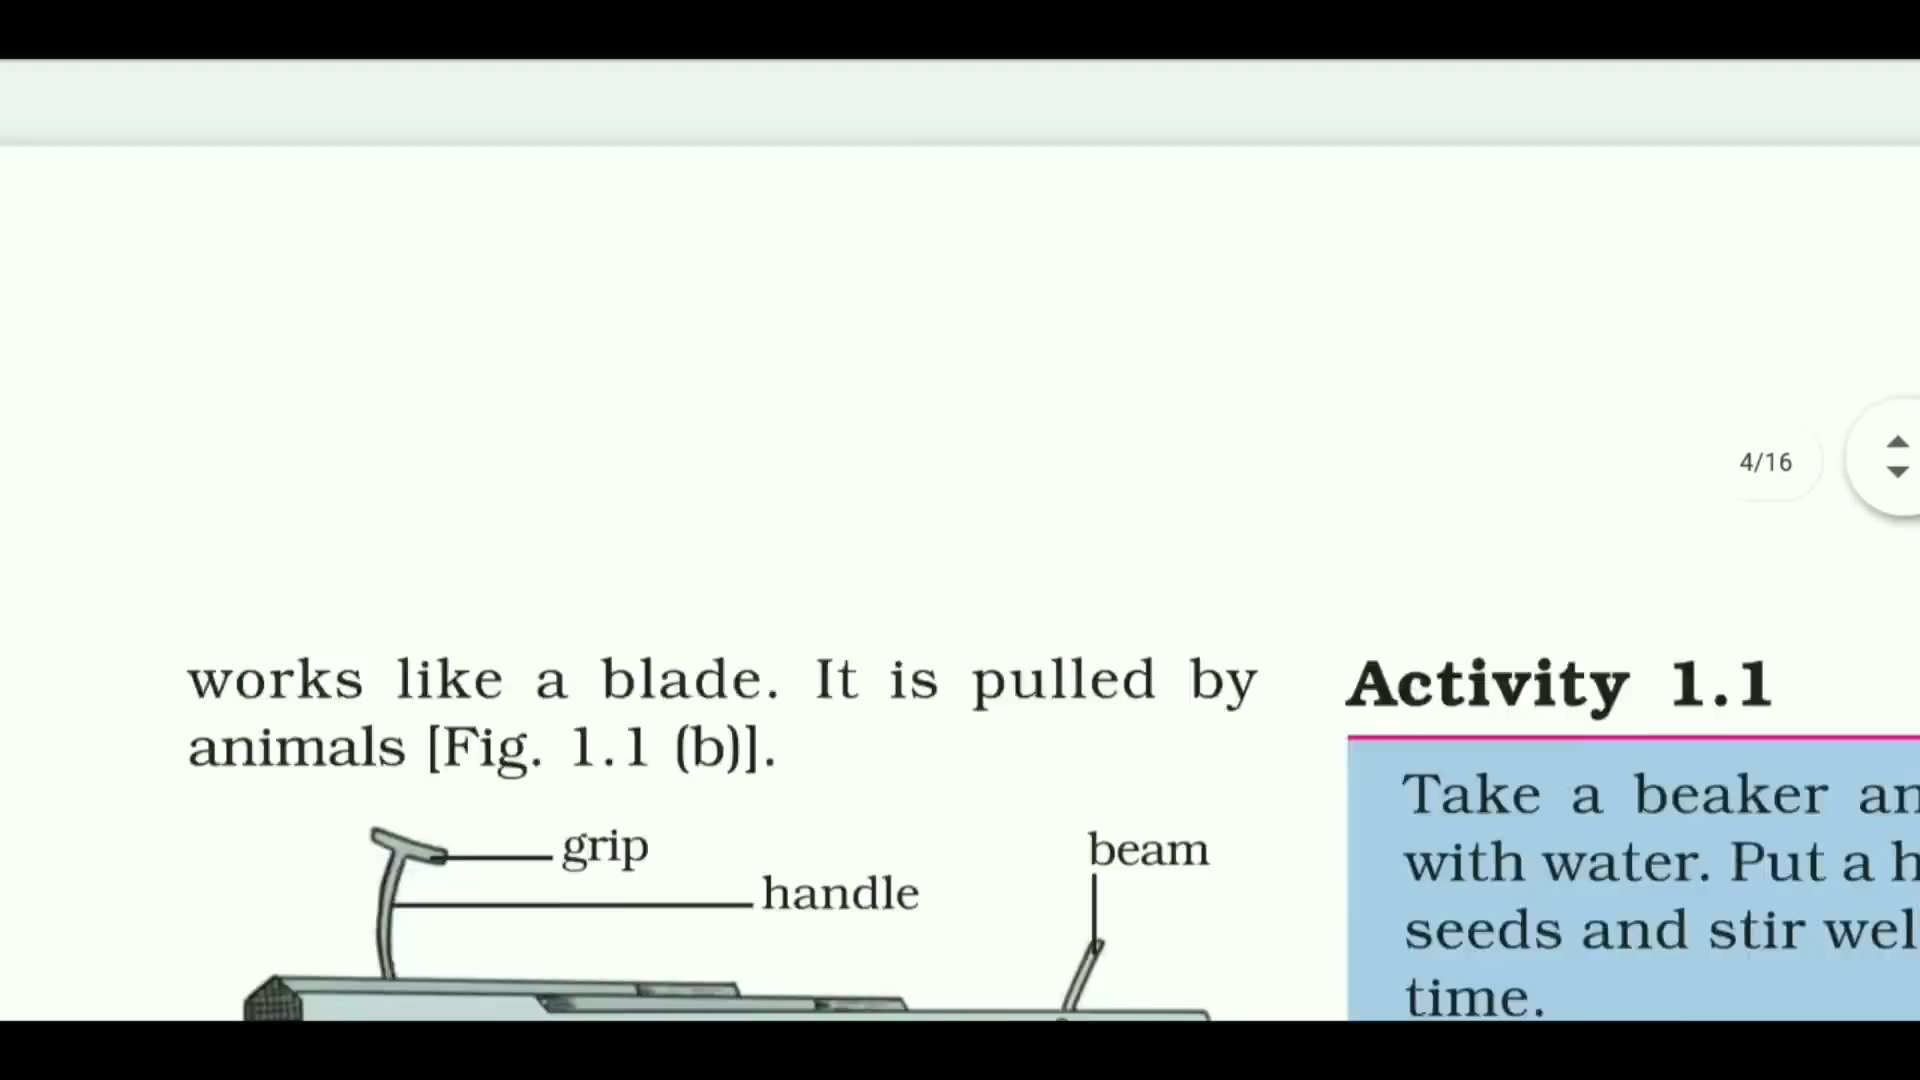 4/16
works like a blade. It is pulled by
animals [Fig. 1.1 (b)].
grip
handle
beam
Activity 1.1
Take a beaker
with water. Put a
seeds and stir
time.